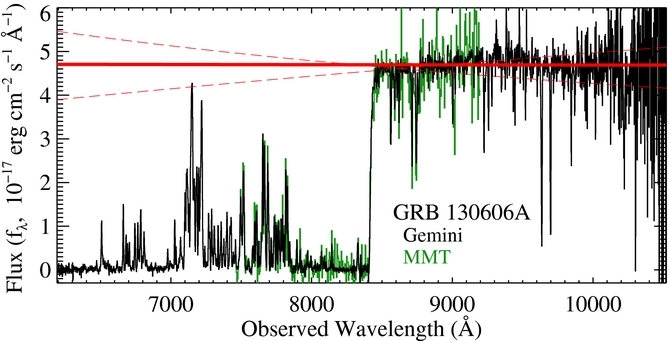 Flux (fλ, 10⁻¹⁷ erg cm⁻² s⁻¹ Å⁻¹)
6
5
4
3
2
1
0
GRB 130606A
Gemini
MMT
7000 8000 9000 10000
Observed Wavelength (Å)